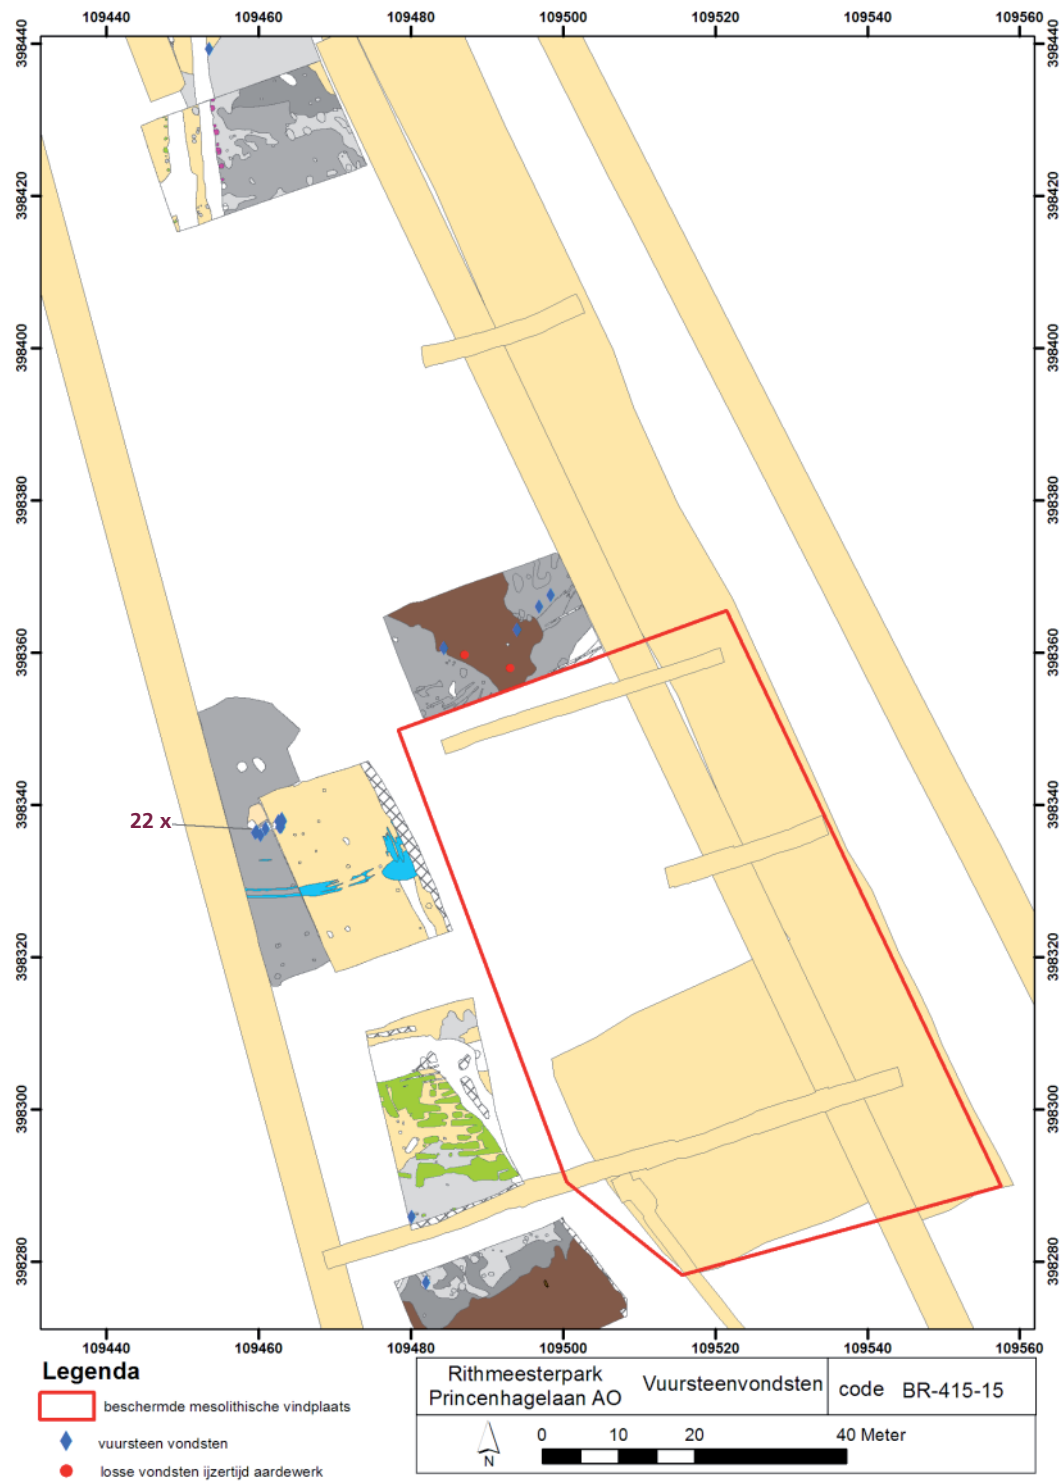 109440 109460 109480 109500 109520 109540 109560
398440 398440
398420 398420
398400 398400
398380 398380
398360 398360
398340 398340
22 x
398320 398320
398300 398300
398280 398280
109440 109460 109480 109500 109520 109540 109560
Legenda
beschermde mesolithische vindplaats
vuursteen vondsten
losse vondsten ijzertijd aardewerk
Rithmeesterpark
Princenhagelaan AO
Vuursteenvondsten
code BR-415-15
N
0 10 20 40 Meter